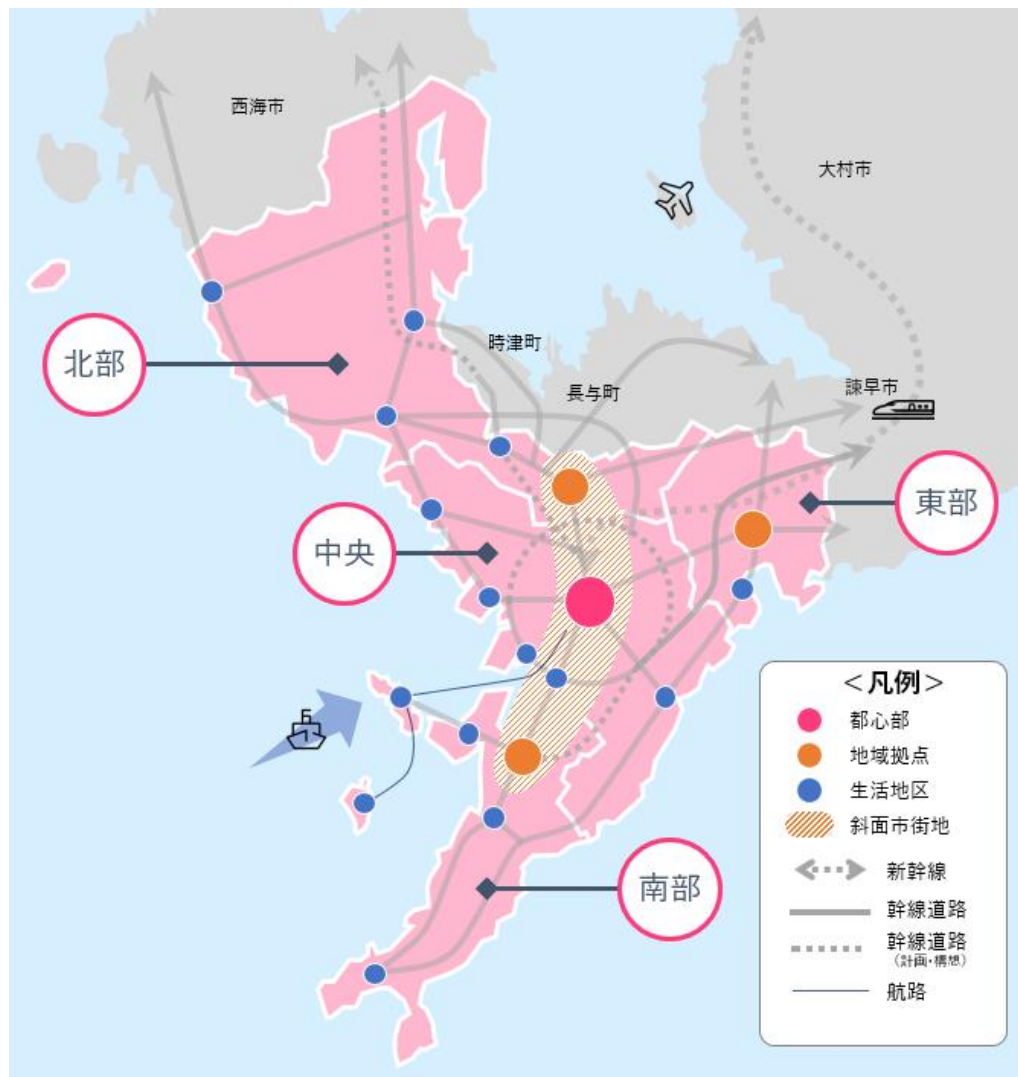 西海市
大村市
時津町
長与町
諫早市
北部
東部
中央
南部
＜凡例＞
都心部
地域拠点
生活地区
斜面市街地
新幹線
幹線道路
幹線道路
（計画・構想）
航路